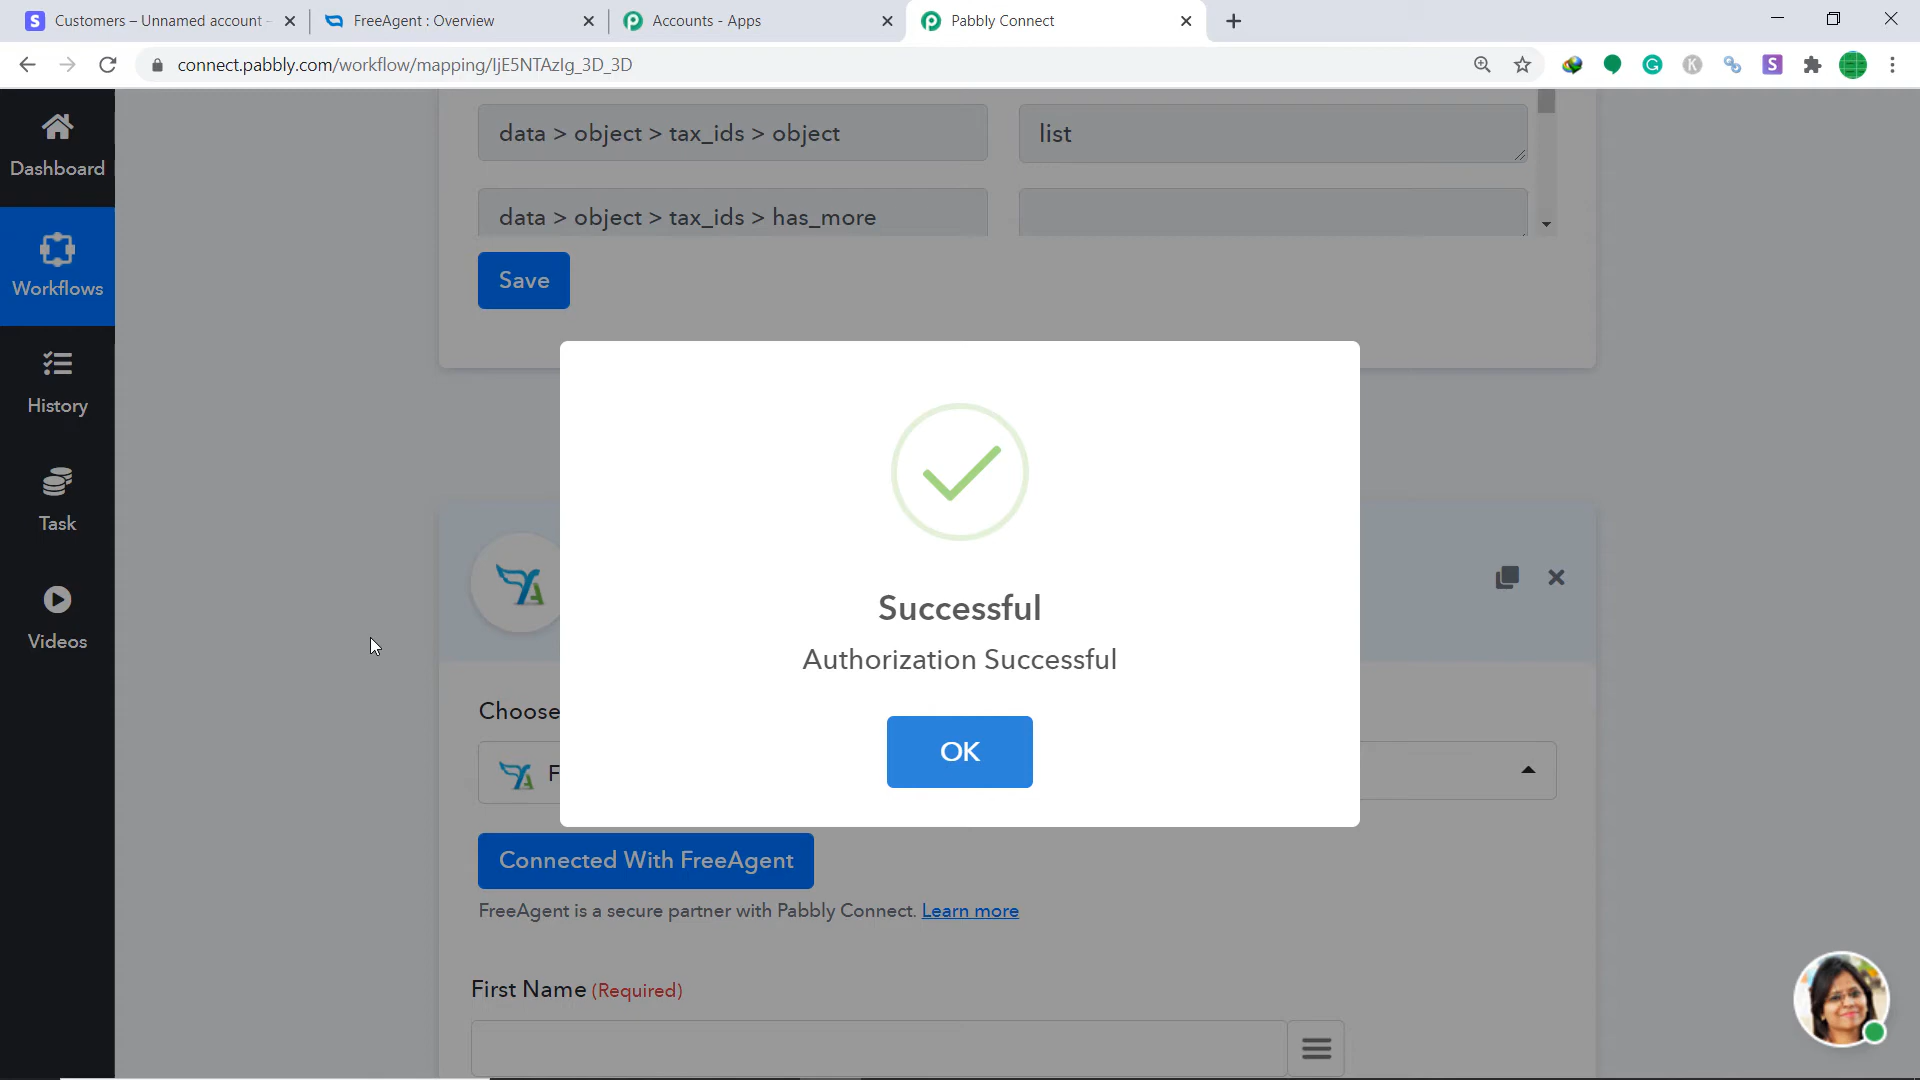 Customers – Unnamed account -
FreeAgent : Overview
Accounts - Apps
Pabbly Connect
connect.pabbly.com/workflow/mapping/IjE5NTAzIg_3D_3D
Dashboard
Workflows
History
Task
Videos
data > object > tax_ids > object
list
data > object > tax_ids > has_more
Save
Successful
Authorization Successful
OK
Choose
F
Connected With FreeAgent
FreeAgent is a secure partner with Pabbly Connect. Learn more
First Name (Required)